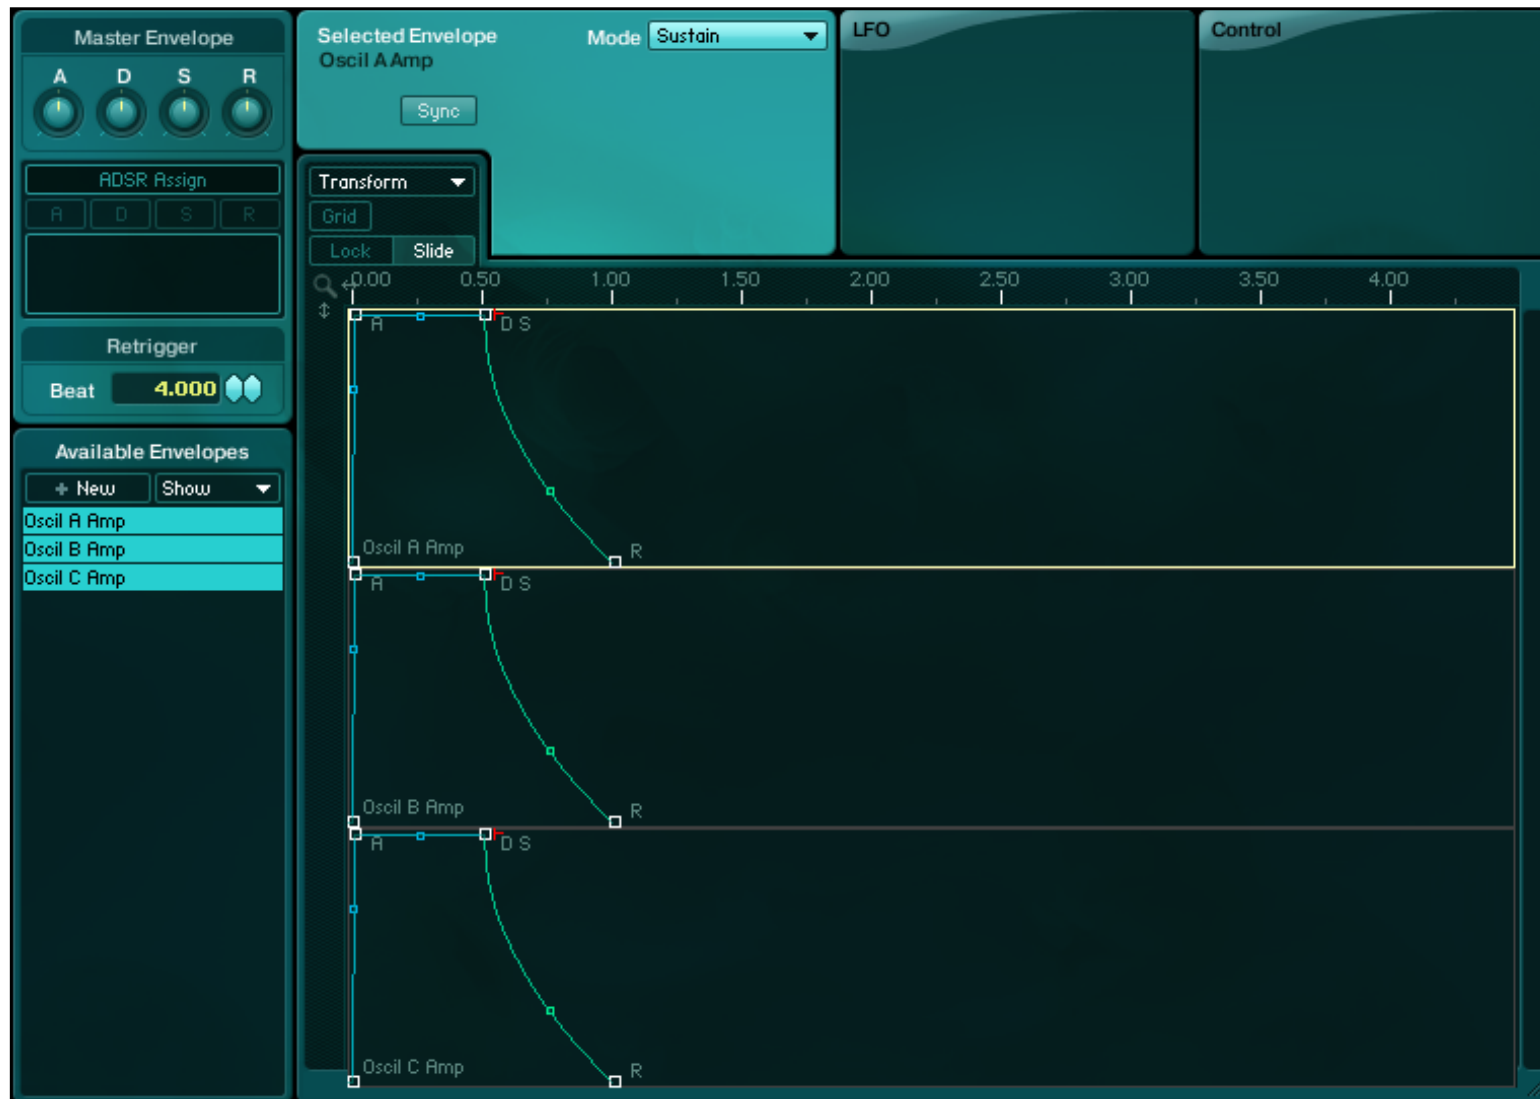 Master Envelope
A D S R
ADSR Assign
A D S R
Retrigger
Beat 4.000
Available Envelopes
+ New Show
Oscil A Amp
Oscil B Amp
Oscil C Amp
Selected Envelope
Oscil A Amp
Mode Sustain
Sync
LFO
Control
Transform
Grid
Lock Slide
0.00 0.50 1.00 1.50 2.00 2.50 3.00 3.50 4.00
A D S
Oscil A Amp R
A D S
Oscil B Amp R
A D S
Oscil C Amp R